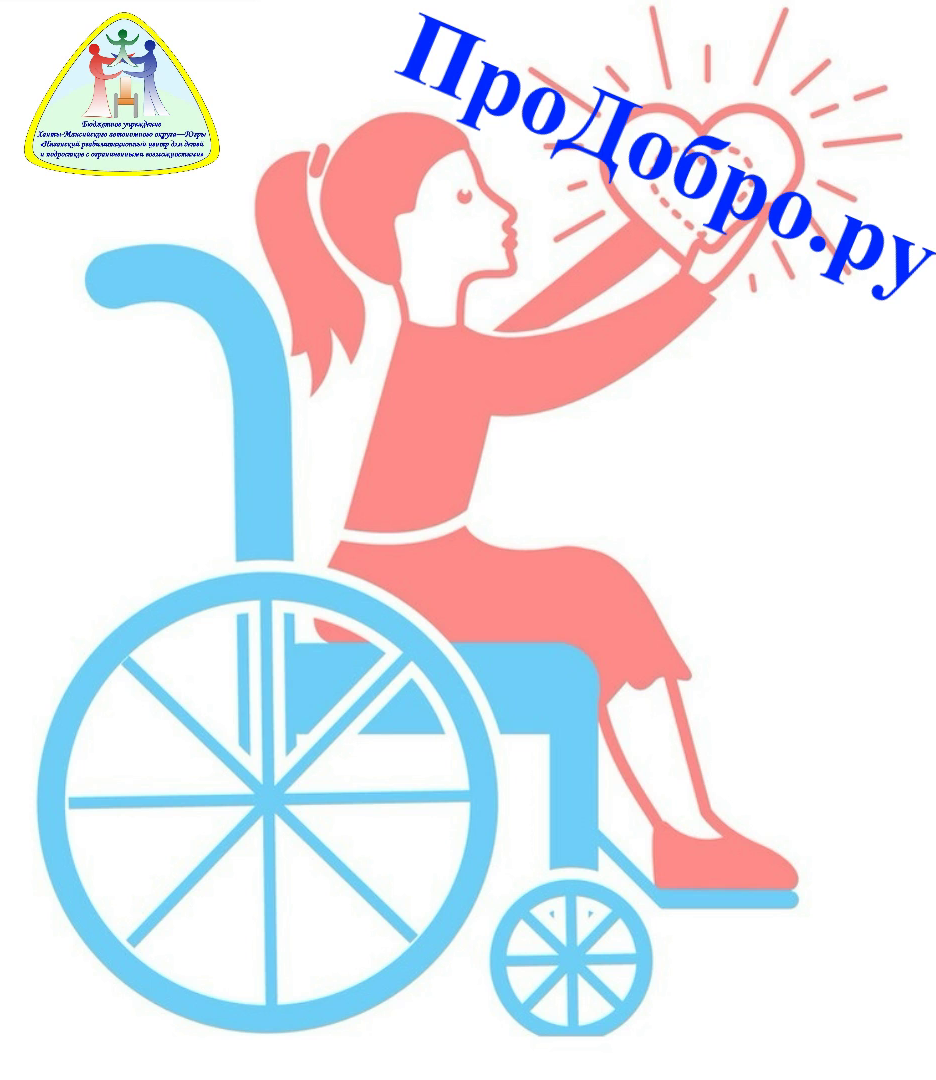 Бюджетное учреждение
Ханты-Мансийского автономного округа—Югры
«Няганский реабилитационный центр для детей
и подростков с ограниченными возможностями»
ПроДобро.ру